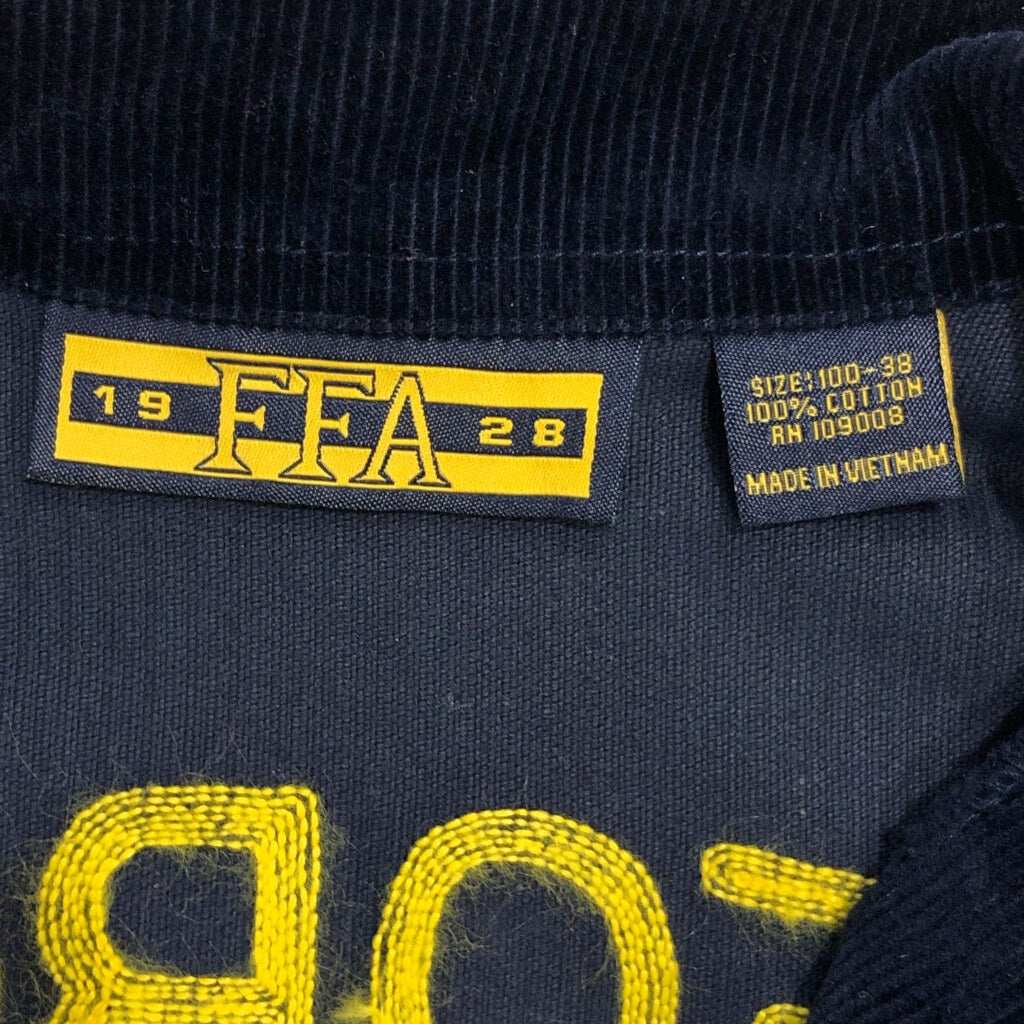 19 FFA 28
SIZE: 100-38
100% COTTON
RN 109008
MADE IN VIETNAM